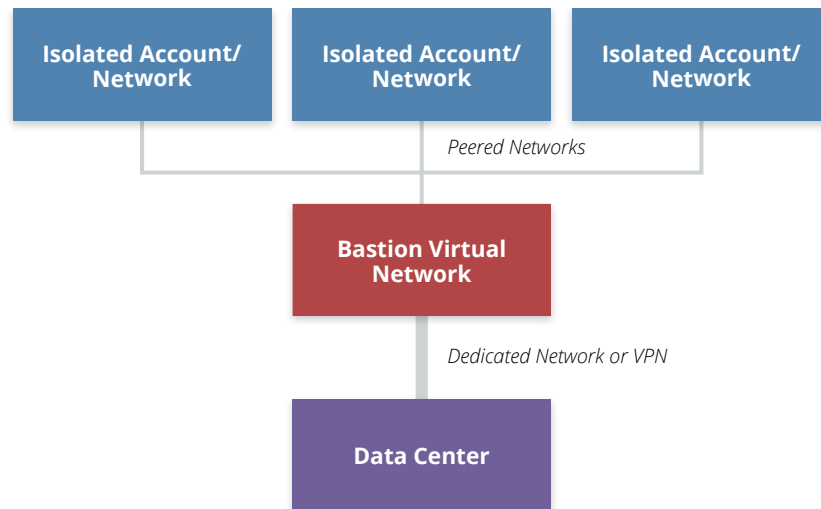 Isolated Account/
Network
Isolated Account/
Network
Isolated Account/
Network
Peered Networks
Bastion Virtual
Network
Dedicated Network or VPN
Data Center